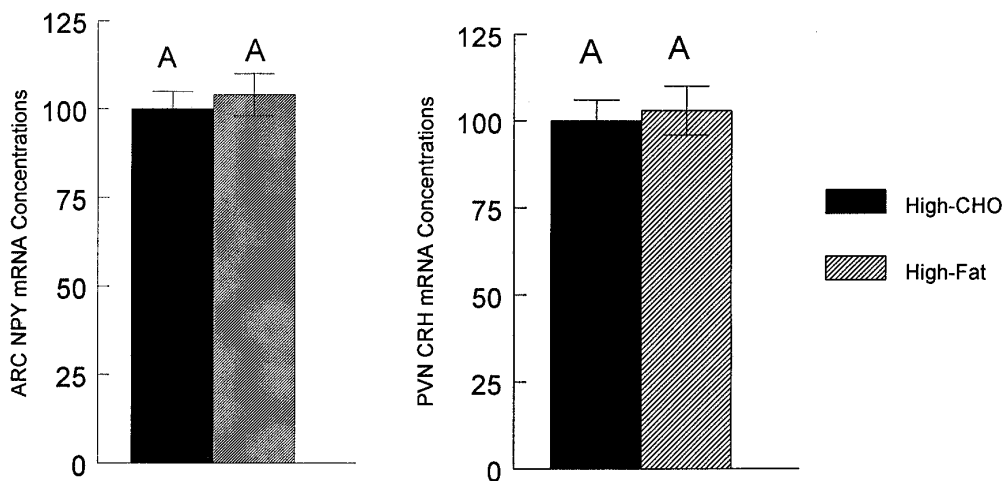 ARC NPY mRNA Concentrations
125
100
75
50
25
0
A
A
PVN CRH mRNA Concentrations
125
100
75
50
25
0
A
A
High-CHO
High-Fat